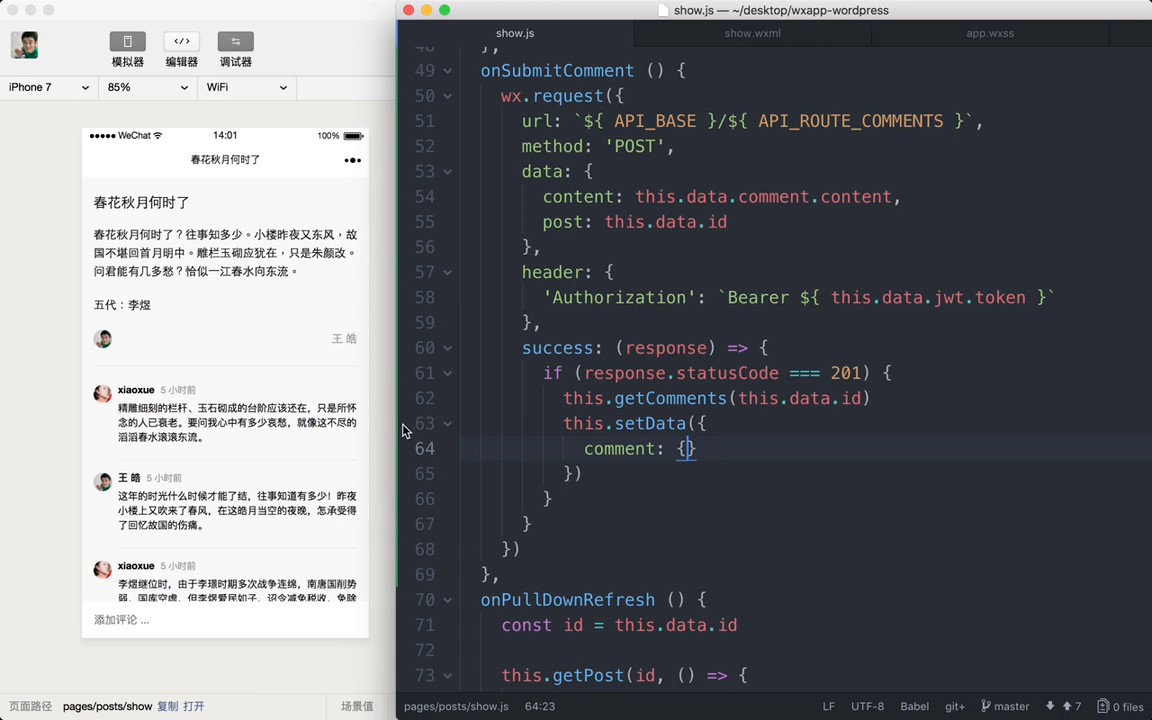 show.js — ~/desktop/wxapp-wordpress
模拟器 编辑器 调试器
iPhone 7 85% WiFi
show.js show.wxml app.wxss
●●●●● WeChat 14:01 100%
春花秋月何时了
春花秋月何时了
春花秋月何时了？往事知多少。小楼昨夜又东风，故
国不堪回首月明中。雕栏玉砌应犹在，只是朱颜改。
问君能有几多愁？恰似一江春水向东流。
五代：李煜
王 皓
xiaoxue 5 小时前
精雕细刻的栏杆、玉石砌成的台阶应该还在，只是所怀
念的人已衰老。要问我心中有多少哀愁，就像这不尽的
滔滔春水滚滚东流。
王 皓 5 小时前
这年的时光什么时候才能了结，往事知道有多少！昨夜
小楼上又吹来了春风，在这皓月当空的夜晚，怎承受得
了回忆故国的伤痛。
xiaoxue 5 小时前
李煜继位时，由于李璟时期多次战争连绵，南唐国削势
弱，国库空虚，但李煜爱民如子，诏令减免税收，免除
添加评论 ...
页面路径 pages/posts/show 复制 打开 场景值
48 },
49 onSubmitComment () {
50 wx.request({
51 url: `${ API_BASE }/${ API_ROUTE_COMMENTS }`,
52 method: 'POST',
53 data: {
54 content: this.data.comment.content,
55 post: this.data.id
56 },
57 header: {
58 'Authorization': `Bearer ${ this.data.jwt.token }`
59 },
60 success: (response) => {
61 if (response.statusCode === 201) {
62 this.getComments(this.data.id)
63 this.setData({
64 comment: {}
65 })
66 }
67 }
68 })
69 },
70 onPullDownRefresh () {
71 const id = this.data.id
72
73 this.getPost(id, () => {
pages/posts/show.js 64:23 LF UTF-8 Babel git+ master 7 0 files